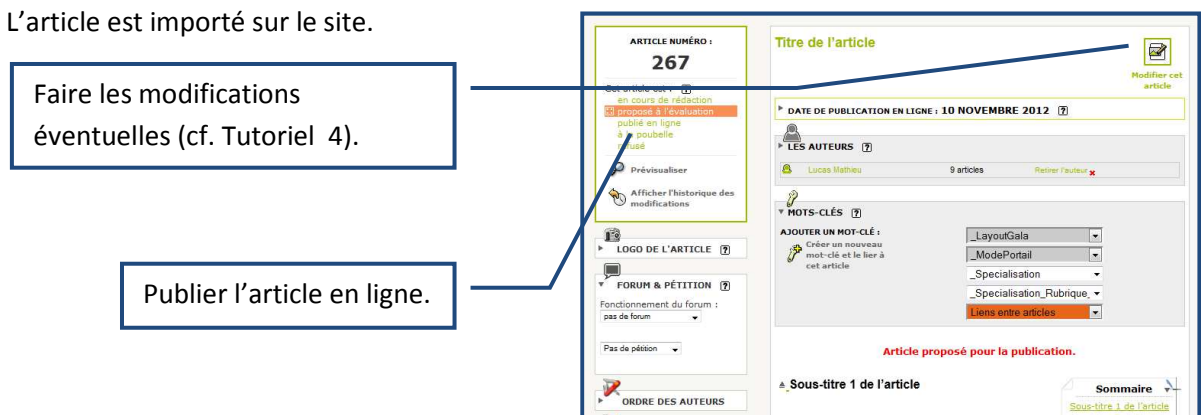 L’article est importé sur le site.
Faire les modifications
éventuelles (cf. Tutoriel 4).
Publier l’article en ligne.
ARTICLE NUMÉRO :
267
Cet article est : ?
en cours de rédaction
proposé à l'évaluation
publié en ligne
à la poubelle
refusé
Prévisualiser
Afficher l'historique des
modifications
LOGO DE L'ARTICLE ?
FORUM & PÉTITION ?
Fonctionnement du forum :
pas de forum
Pas de pétition
ORDRE DES AUTEURS
Titre de l’article
Modifier cet
article
DATE DE PUBLICATION EN LIGNE : 10 NOVEMBRE 2012 ?
LES AUTEURS ?
Lucas Mathieu 9 articles Retirer l'auteur
MOTS-CLÉS ?
AJOUTER UN MOT-CLÉ :
Créer un nouveau
mot-clé et le lier à
cet article
_LayoutGala
_ModePortail
_Specialisation
_Specialisation_Rubrique_
Liens entre articles
Article proposé pour la publication.
Sous-titre 1 de l’article
Sommaire
Sous-titre 1 de l'article